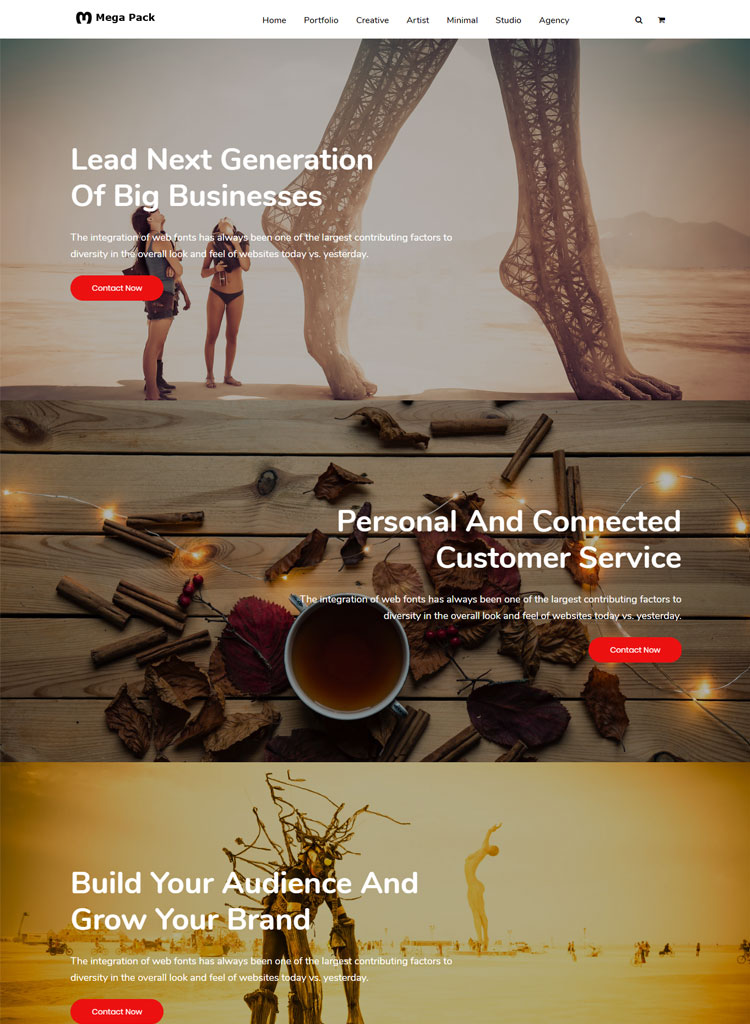 Mega Pack
Home Portfolio Creative Artist Minimal Studio Agency
Lead Next Generation
Of Big Businesses
The integration of web fonts has always been one of the largest contributing factors to
diversity in the overall look and feel of websites today vs. yesterday.
Contact Now
Personal And Connected
Customer Service
The integration of web fonts has always been one of the largest contributing factors to
diversity in the overall look and feel of websites today vs. yesterday.
Contact Now
Build Your Audience And
Grow Your Brand
The integration of web fonts has always been one of the largest contributing factors to
diversity in the overall look and feel of websites today vs. yesterday.
Contact Now